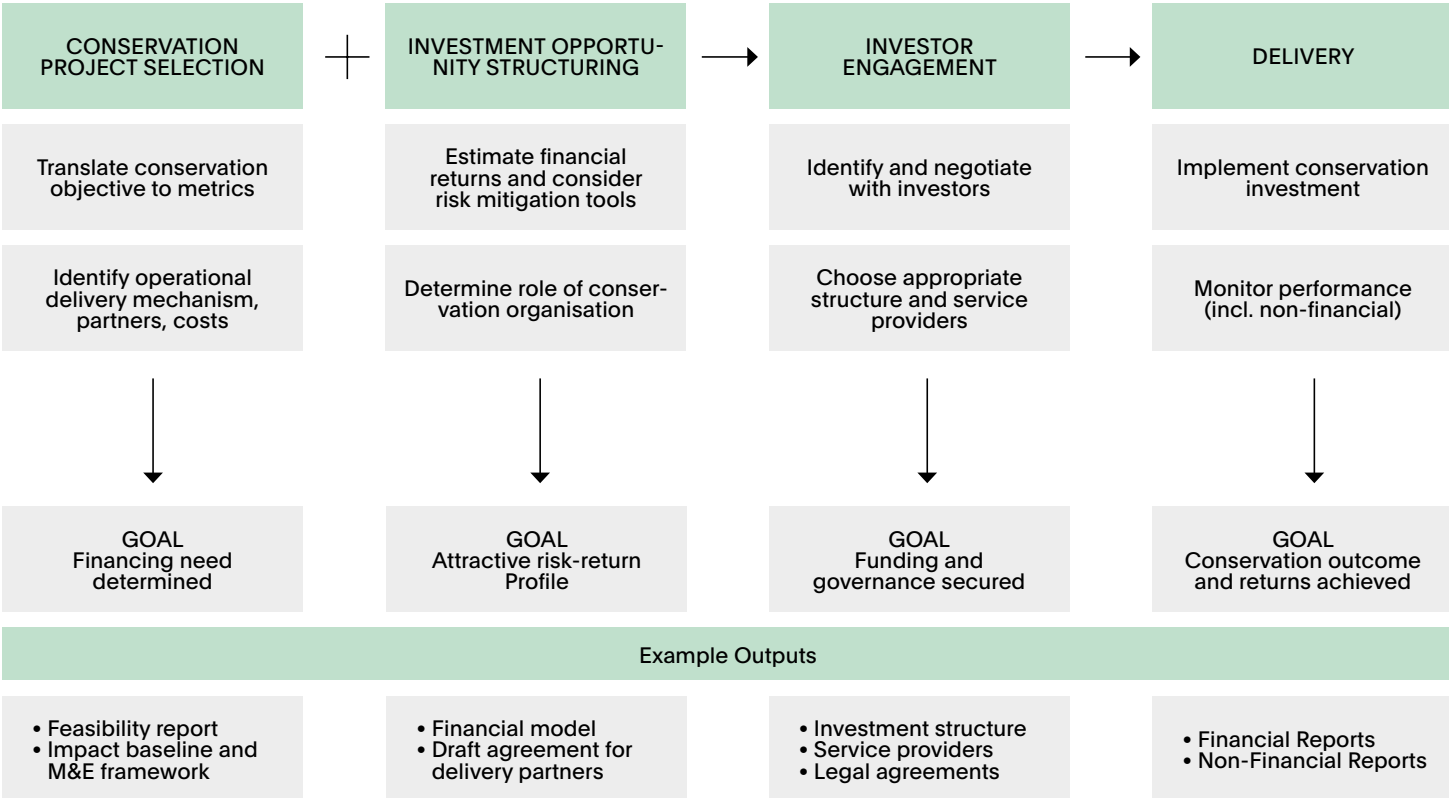 CONSERVATION
PROJECT SELECTION
INVESTMENT OPPORTU-
NITY STRUCTURING
INVESTOR
ENGAGEMENT
DELIVERY
Translate conservation
objective to metrics
Estimate financial
returns and consider
risk mitigation tools
Identify and negotiate
with investors
Implement conservation
investment
Identify operational
delivery mechanism,
partners, costs
Determine role of conser-
vation organisation
Choose appropriate
structure and service
providers
Monitor performance
(incl. non-financial)
GOAL
Financing need
determined
GOAL
Attractive risk-return
Profile
GOAL
Funding and
governance secured
GOAL
Conservation outcome
and returns achieved
Example Outputs
• Feasibility report
• Impact baseline and
M&E framework
• Financial model
• Draft agreement for
delivery partners
• Investment structure
• Service providers
• Legal agreements
• Financial Reports
• Non-Financial Reports